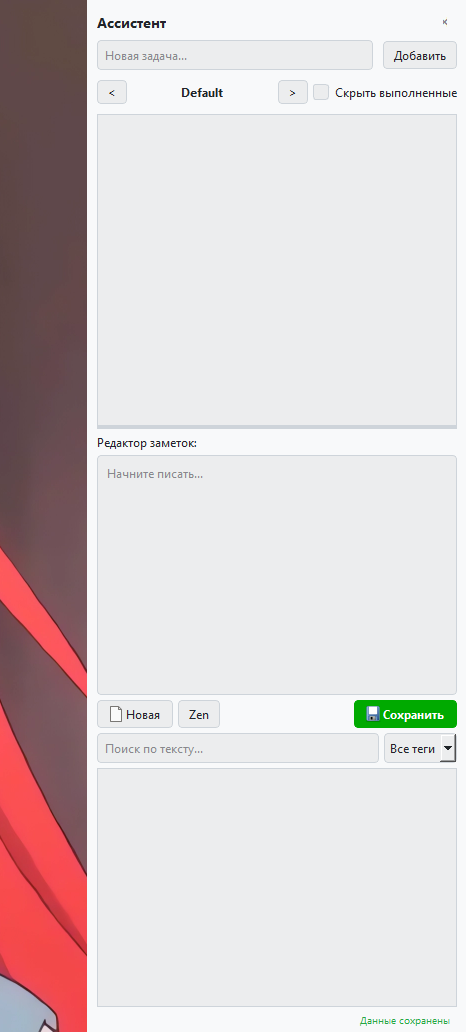 Ассистент
Новая задача...
Добавить
< Default > Скрыть выполненные
Редактор заметок:
Начните писать...
Новая Zen Сохранить
Поиск по тексту... Все теги
Данные сохранены